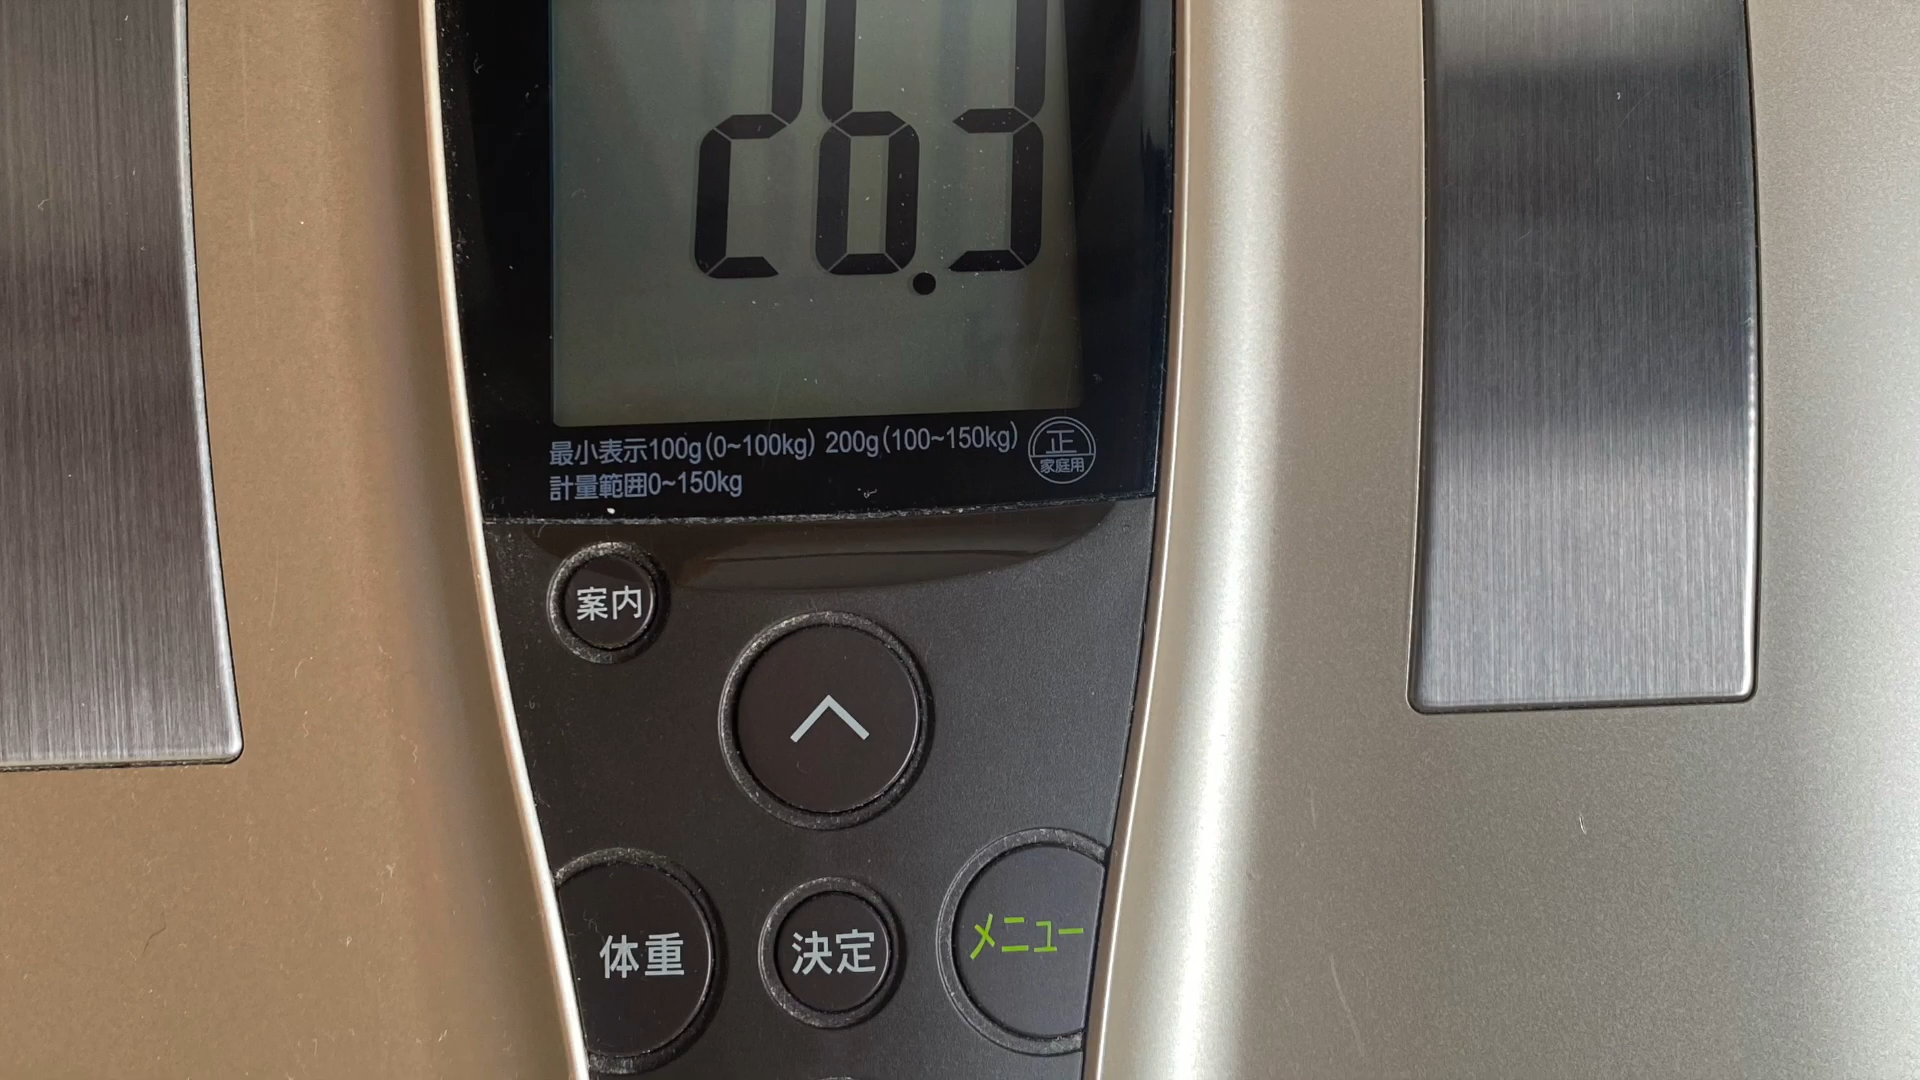 26.3
最小表示100g(0~100kg) 200g(100~150kg)
計量範囲0~150kg
正
家庭用
案内
体重
決定
メニュー